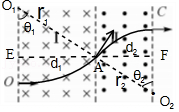 O₁
r₁
θ₁
C
E
d₁
A
d₂
F
O
r₂
θ₂
O₂